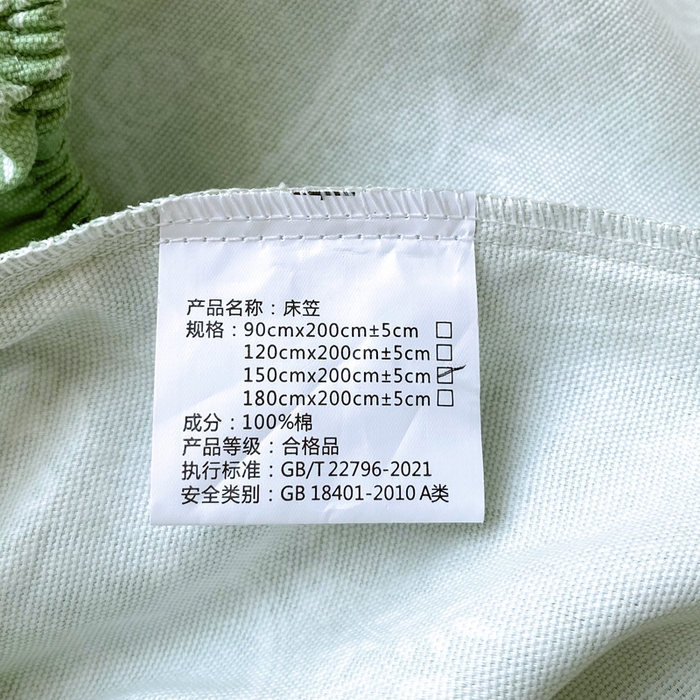 产品名称：床笠
规格：90cmx200cm±5cm □
120cmx200cm±5cm □
150cmx200cm±5cm ☑
180cmx200cm±5cm □
成分：100%棉
产品等级：合格品
执行标准：GB/T 22796-2021
安全类别：GB 18401-2010 A类